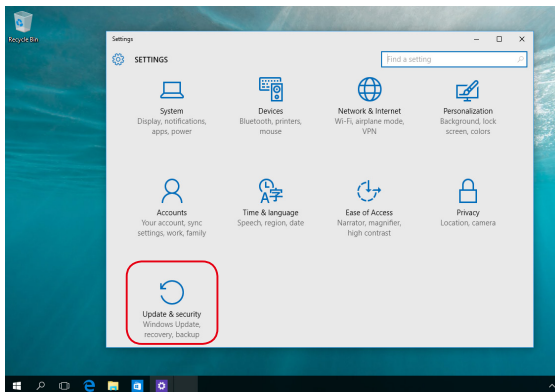 Recycle Bin
Settings
SETTINGS
Find a setting
System
Display, notifications,
apps, power
Devices
Bluetooth, printers,
mouse
Network & Internet
Wi-Fi, airplane mode,
VPN
Personalization
Background, lock
screen, colors
Accounts
Your account, sync
settings, work, family
Time & language
Speech, region, date
Ease of Access
Narrator, magnifier,
high contrast
Privacy
Location, camera
Update & security
Windows Update,
recovery, backup